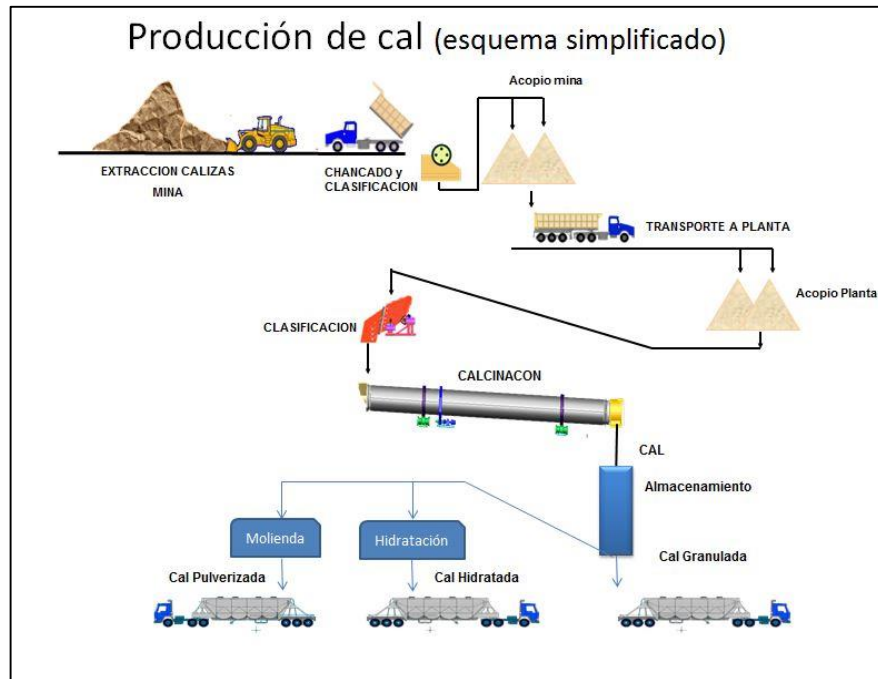 Producción de cal (esquema simplificado)
Acopio mina
EXTRACCION CALIZAS
MINA
CHANCADO y
CLASIFICACION
TRANSPORTE A PLANTA
Acopio Planta
CLASIFICACION
CALCINACON
CAL
Almacenamiento
Molienda
Hidratación
Cal Granulada
Cal Pulverizada
Cal Hidratada